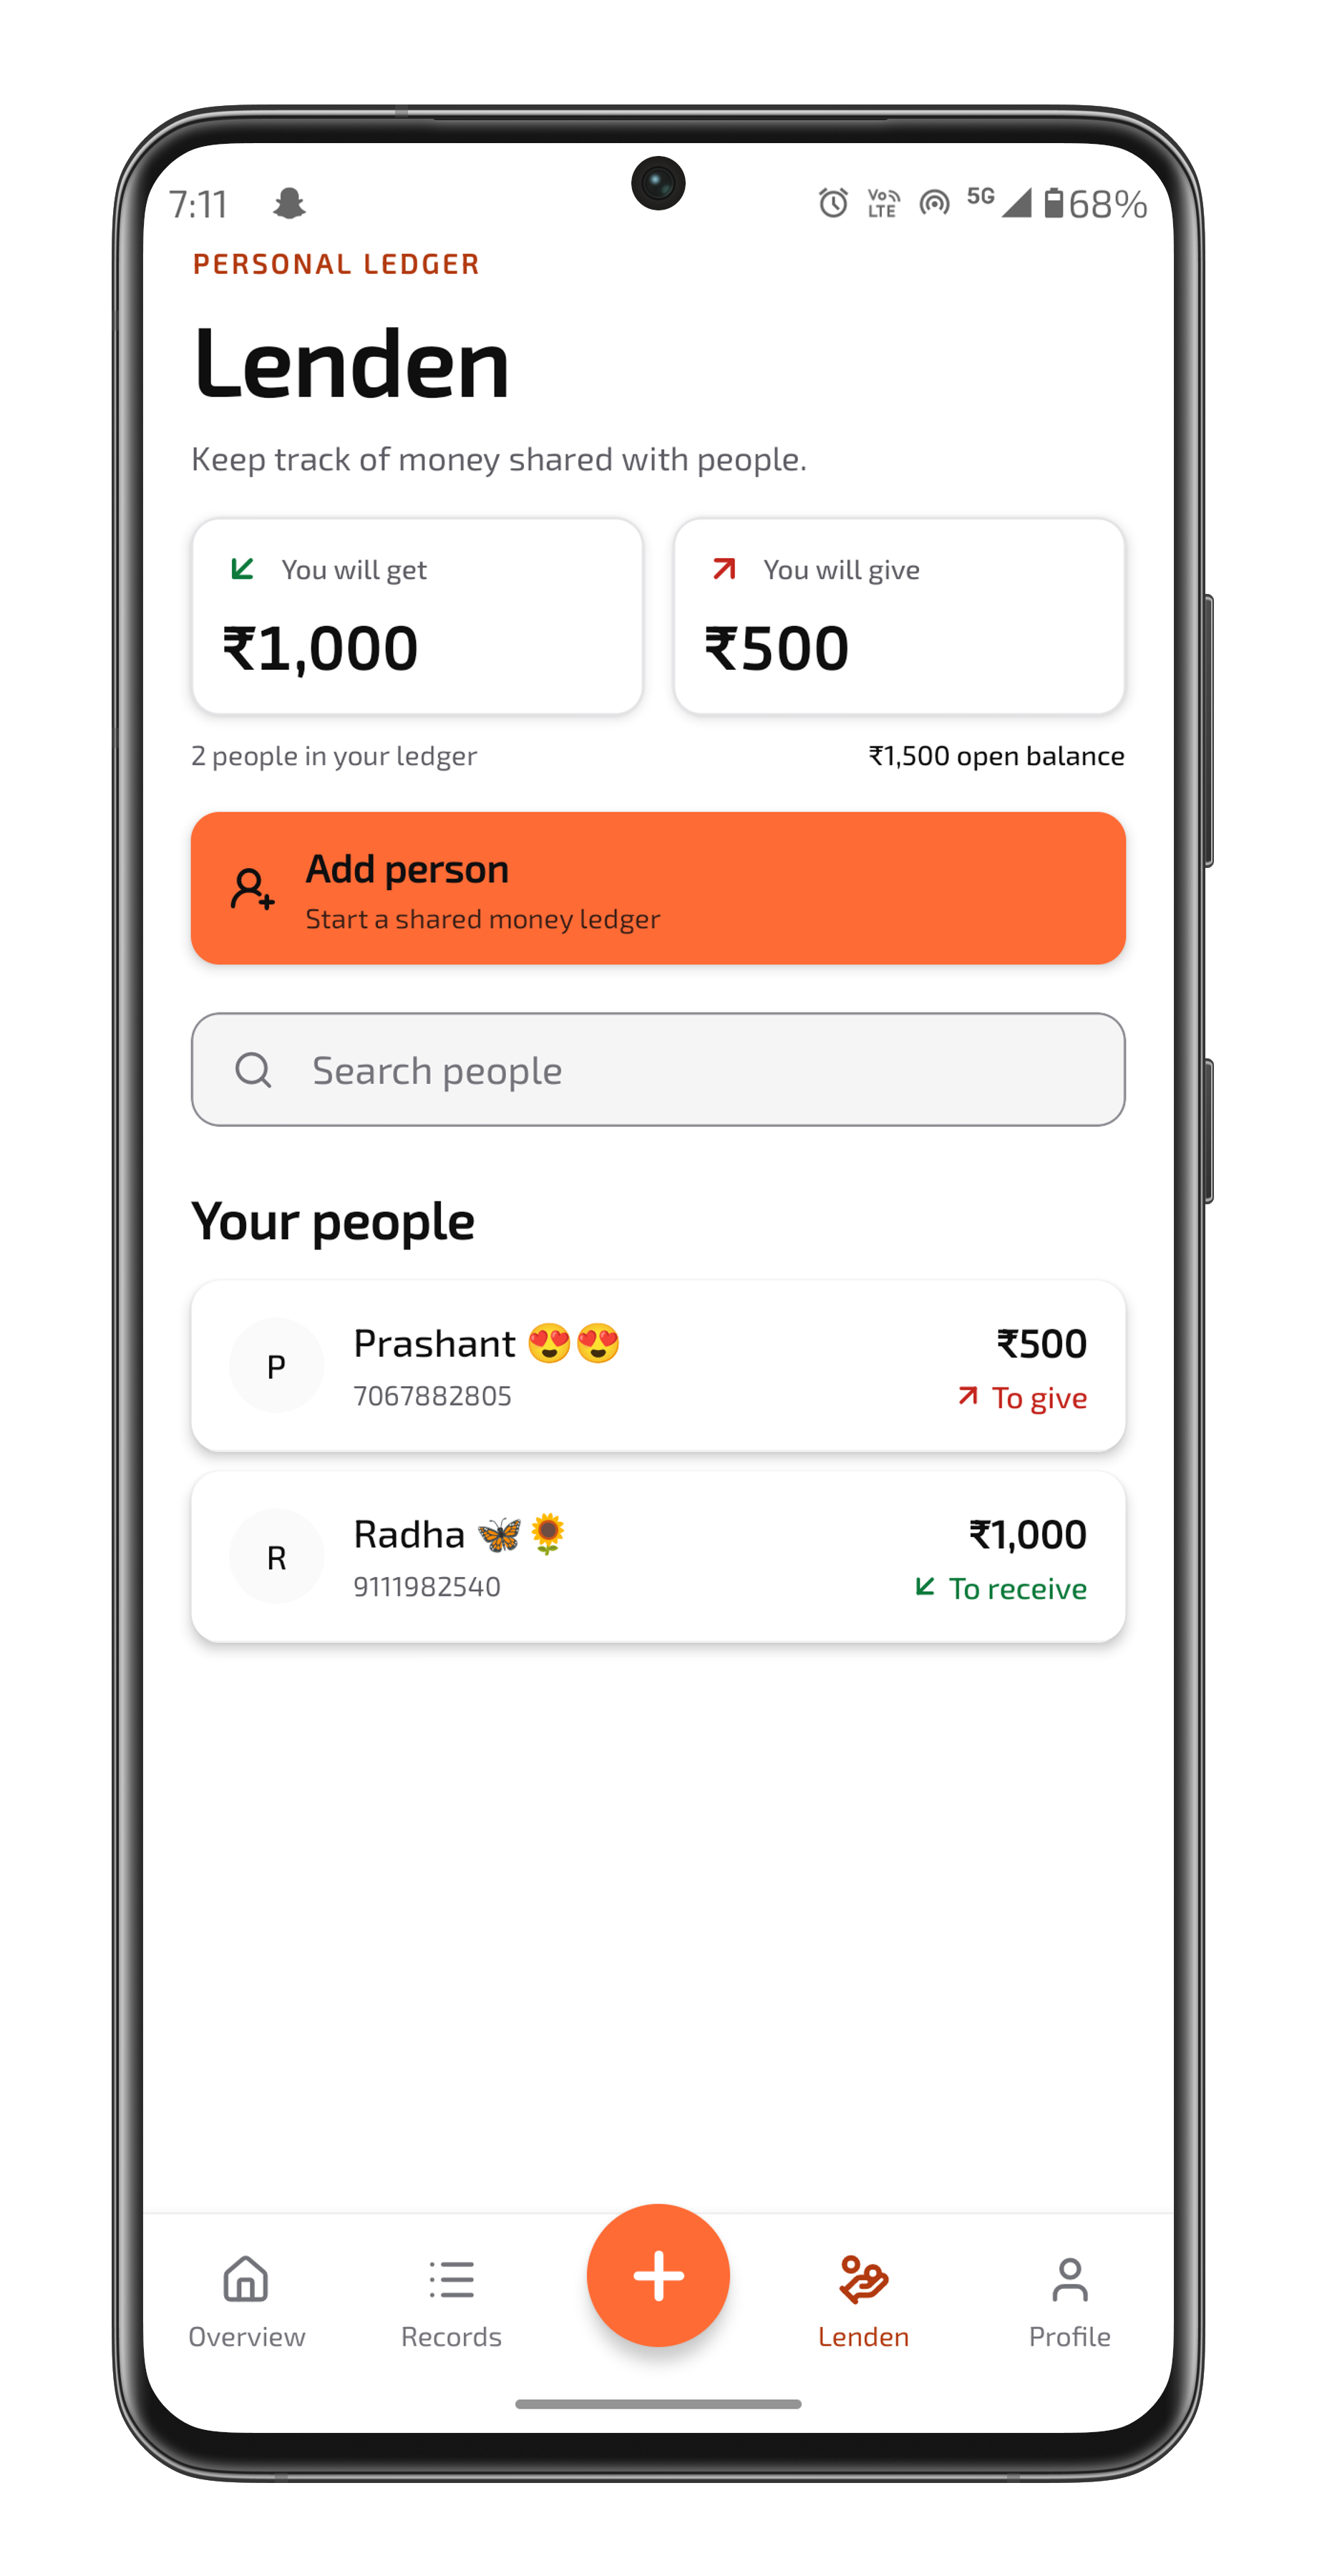 7:11
Vo LTE
5G
68%
PERSONAL LEDGER
Lenden
Keep track of money shared with people.
You will get
₹1,000
You will give
₹500
2 people in your ledger
₹1,500 open balance
Add person
Start a shared money ledger
Search people
Your people
P
Prashant 😍😍
7067882805
₹500
To give
R
Radha 🦋🌻
9111982540
₹1,000
To receive
Overview
Records
Lenden
Profile